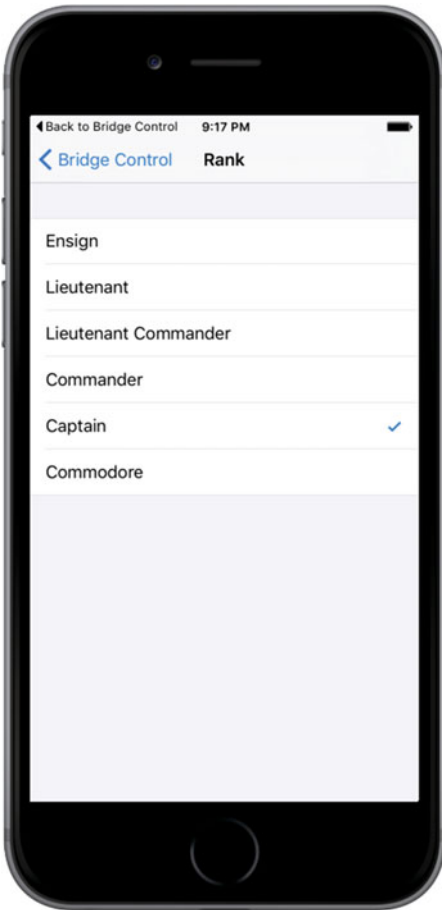 Back to Bridge Control 9:17 PM
Bridge Control Rank
Ensign
Lieutenant
Lieutenant Commander
Commander
Captain
Commodore